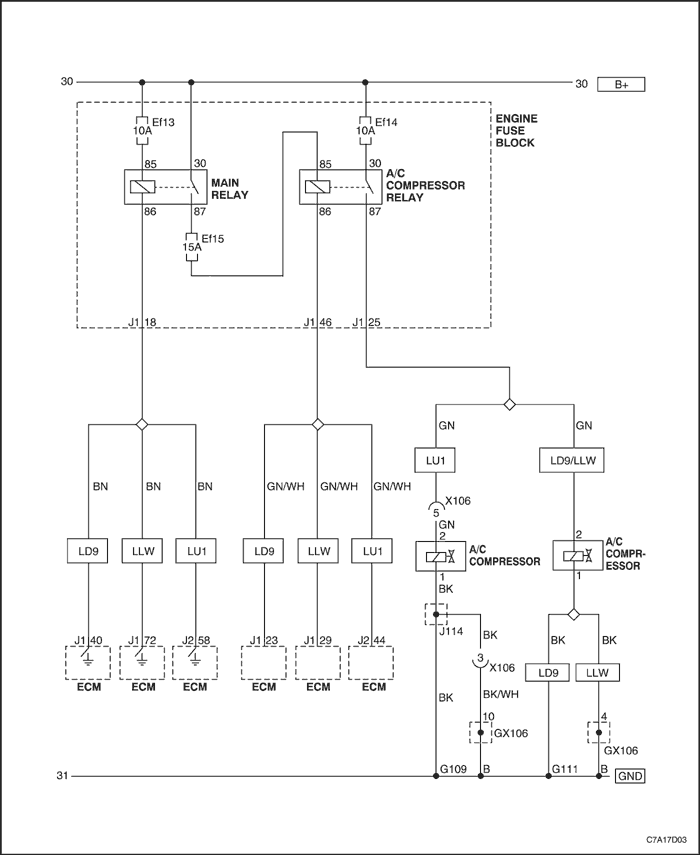 30
30 B+
Ef13
10A
Ef14
10A
ENGINE
FUSE
BLOCK
85 30
85 30
MAIN
RELAY
A/C
COMPRESSOR
RELAY
86 87
86 87
Ef15
15A
J1 18
J1 46
J1 25
GN
GN
LU1
LD9/LLW
BN
BN
BN
GN/WH
GN/WH
GN/WH
X106
5
GN
2
2
LD9
LLW
LU1
LD9
LLW
LU1
A/C
COMPRESSOR
A/C
COMPR-
ESSOR
1
1
BK
J114
BK
BK
BK
J1 40
J1 72
J2 58
J1 23
J1 29
J2 44
3
X106
LD9
LLW
ECM
ECM
ECM
ECM
ECM
ECM
BK
BK/WH
10
GX106
4
GX106
31
G109
B
G111
B
GND
C7A17D03